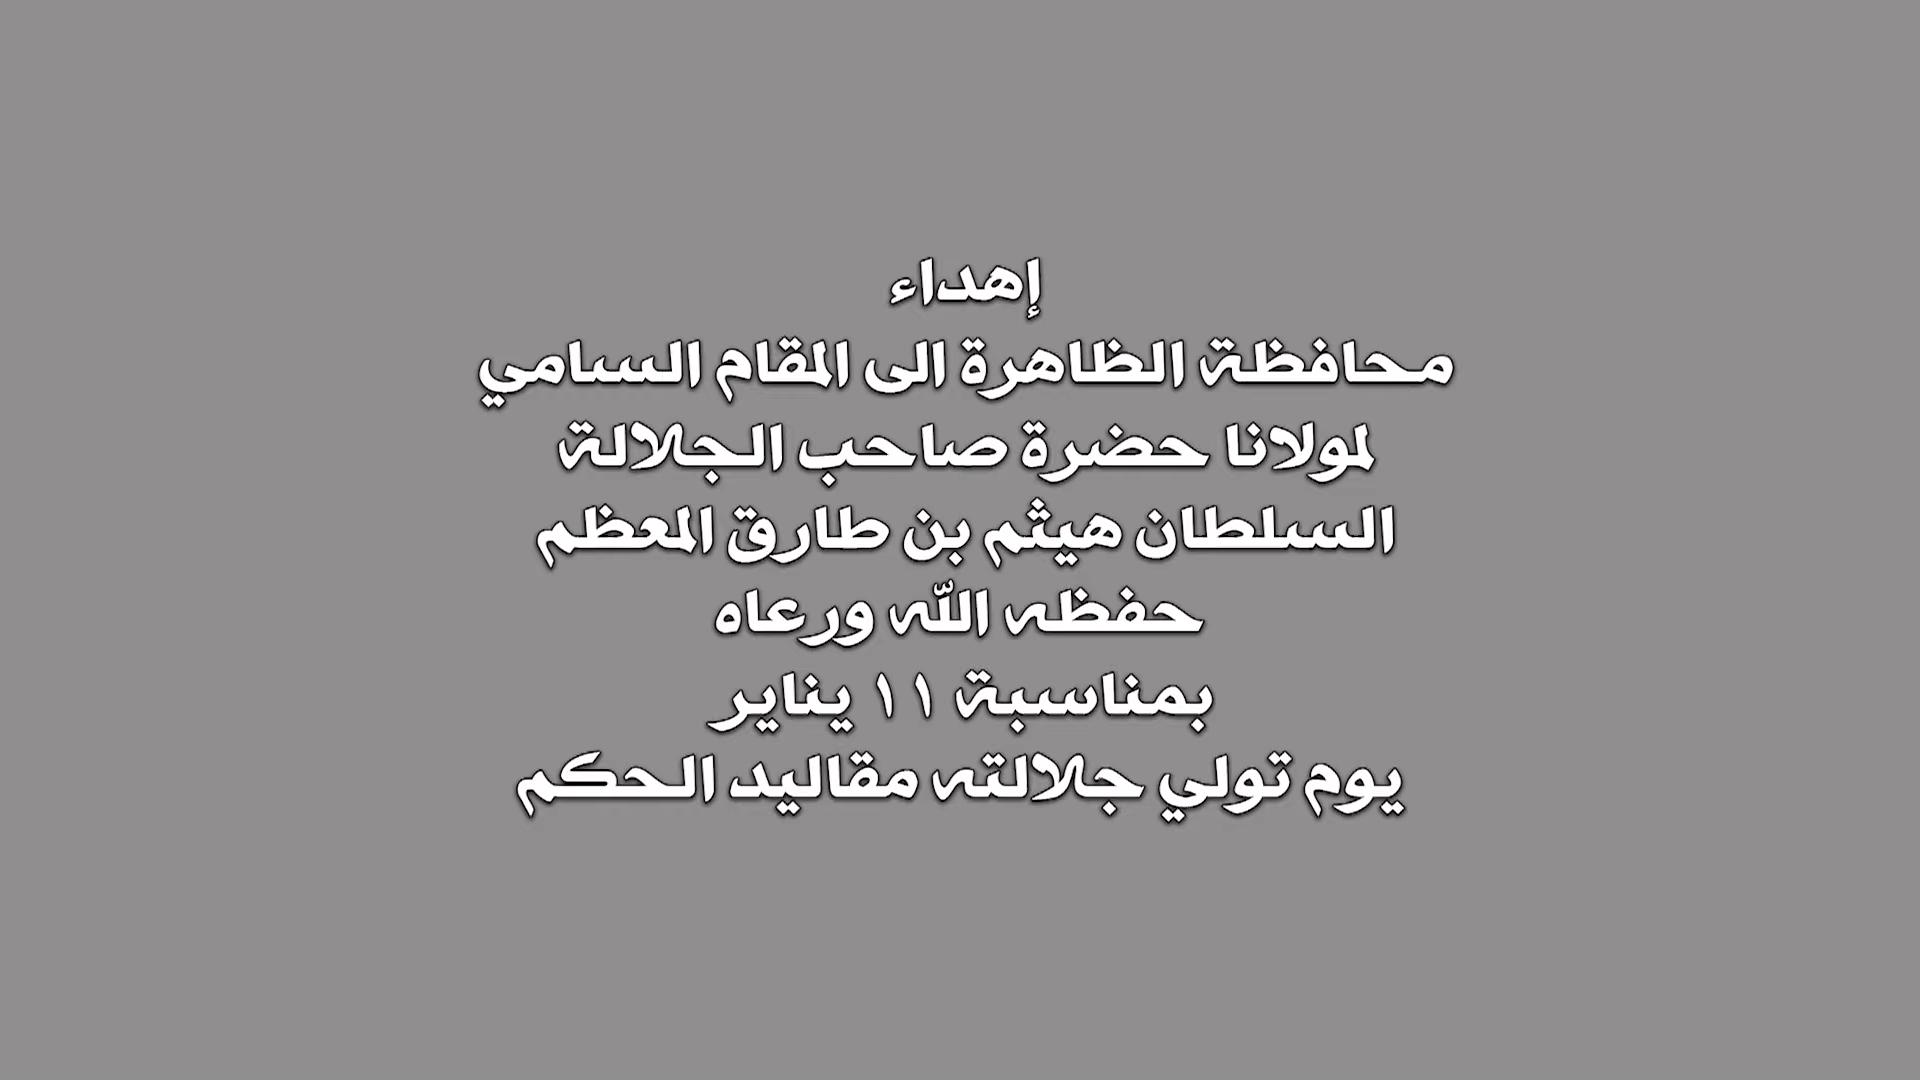 إهداء
محافظة الظاهرة الى المقام السامي
لمولانا حضرة صاحب الجلالة
السلطان هيثم بن طارق المعظم
حفظه الله ورعاه
بمناسبة ١١ يناير
يوم تولي جلالته مقاليد الحكم